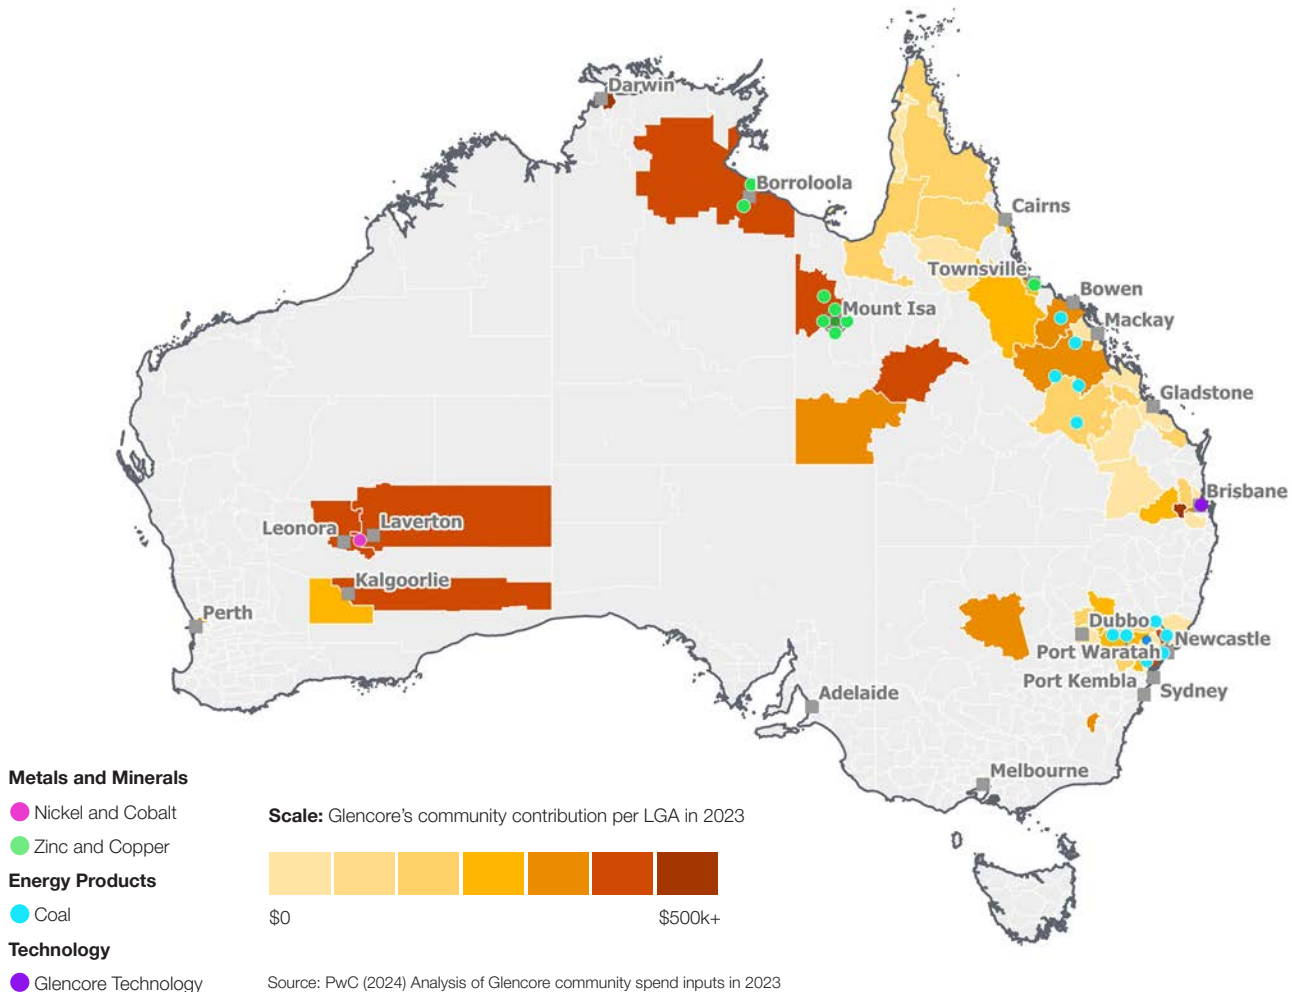 Darwin
Borroloola
Cairns
Townsville
Bowen
Mount Isa
Mackay
Gladstone
Brisbane
Leonora
Laverton
Kalgoorlie
Perth
Dubbo
Newcastle
Port Waratah
Port Kembla
Sydney
Adelaide
Melbourne
Metals and Minerals
Nickel and Cobalt
Zinc and Copper
Energy Products
Coal
Technology
Glencore Technology
Scale: Glencore's community contribution per LGA in 2023
$0
$500k+
Source: PwC (2024) Analysis of Glencore community spend inputs in 2023